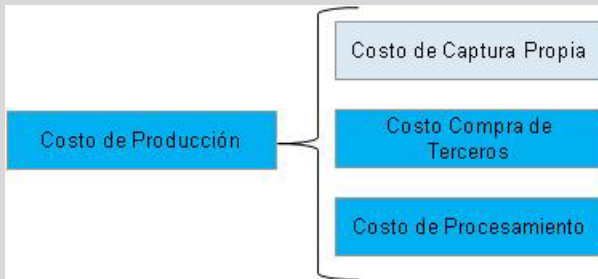 Costo de Captura Propia
Costo de Producción
Costo Compra de
Terceros
Costo de Procesamiento